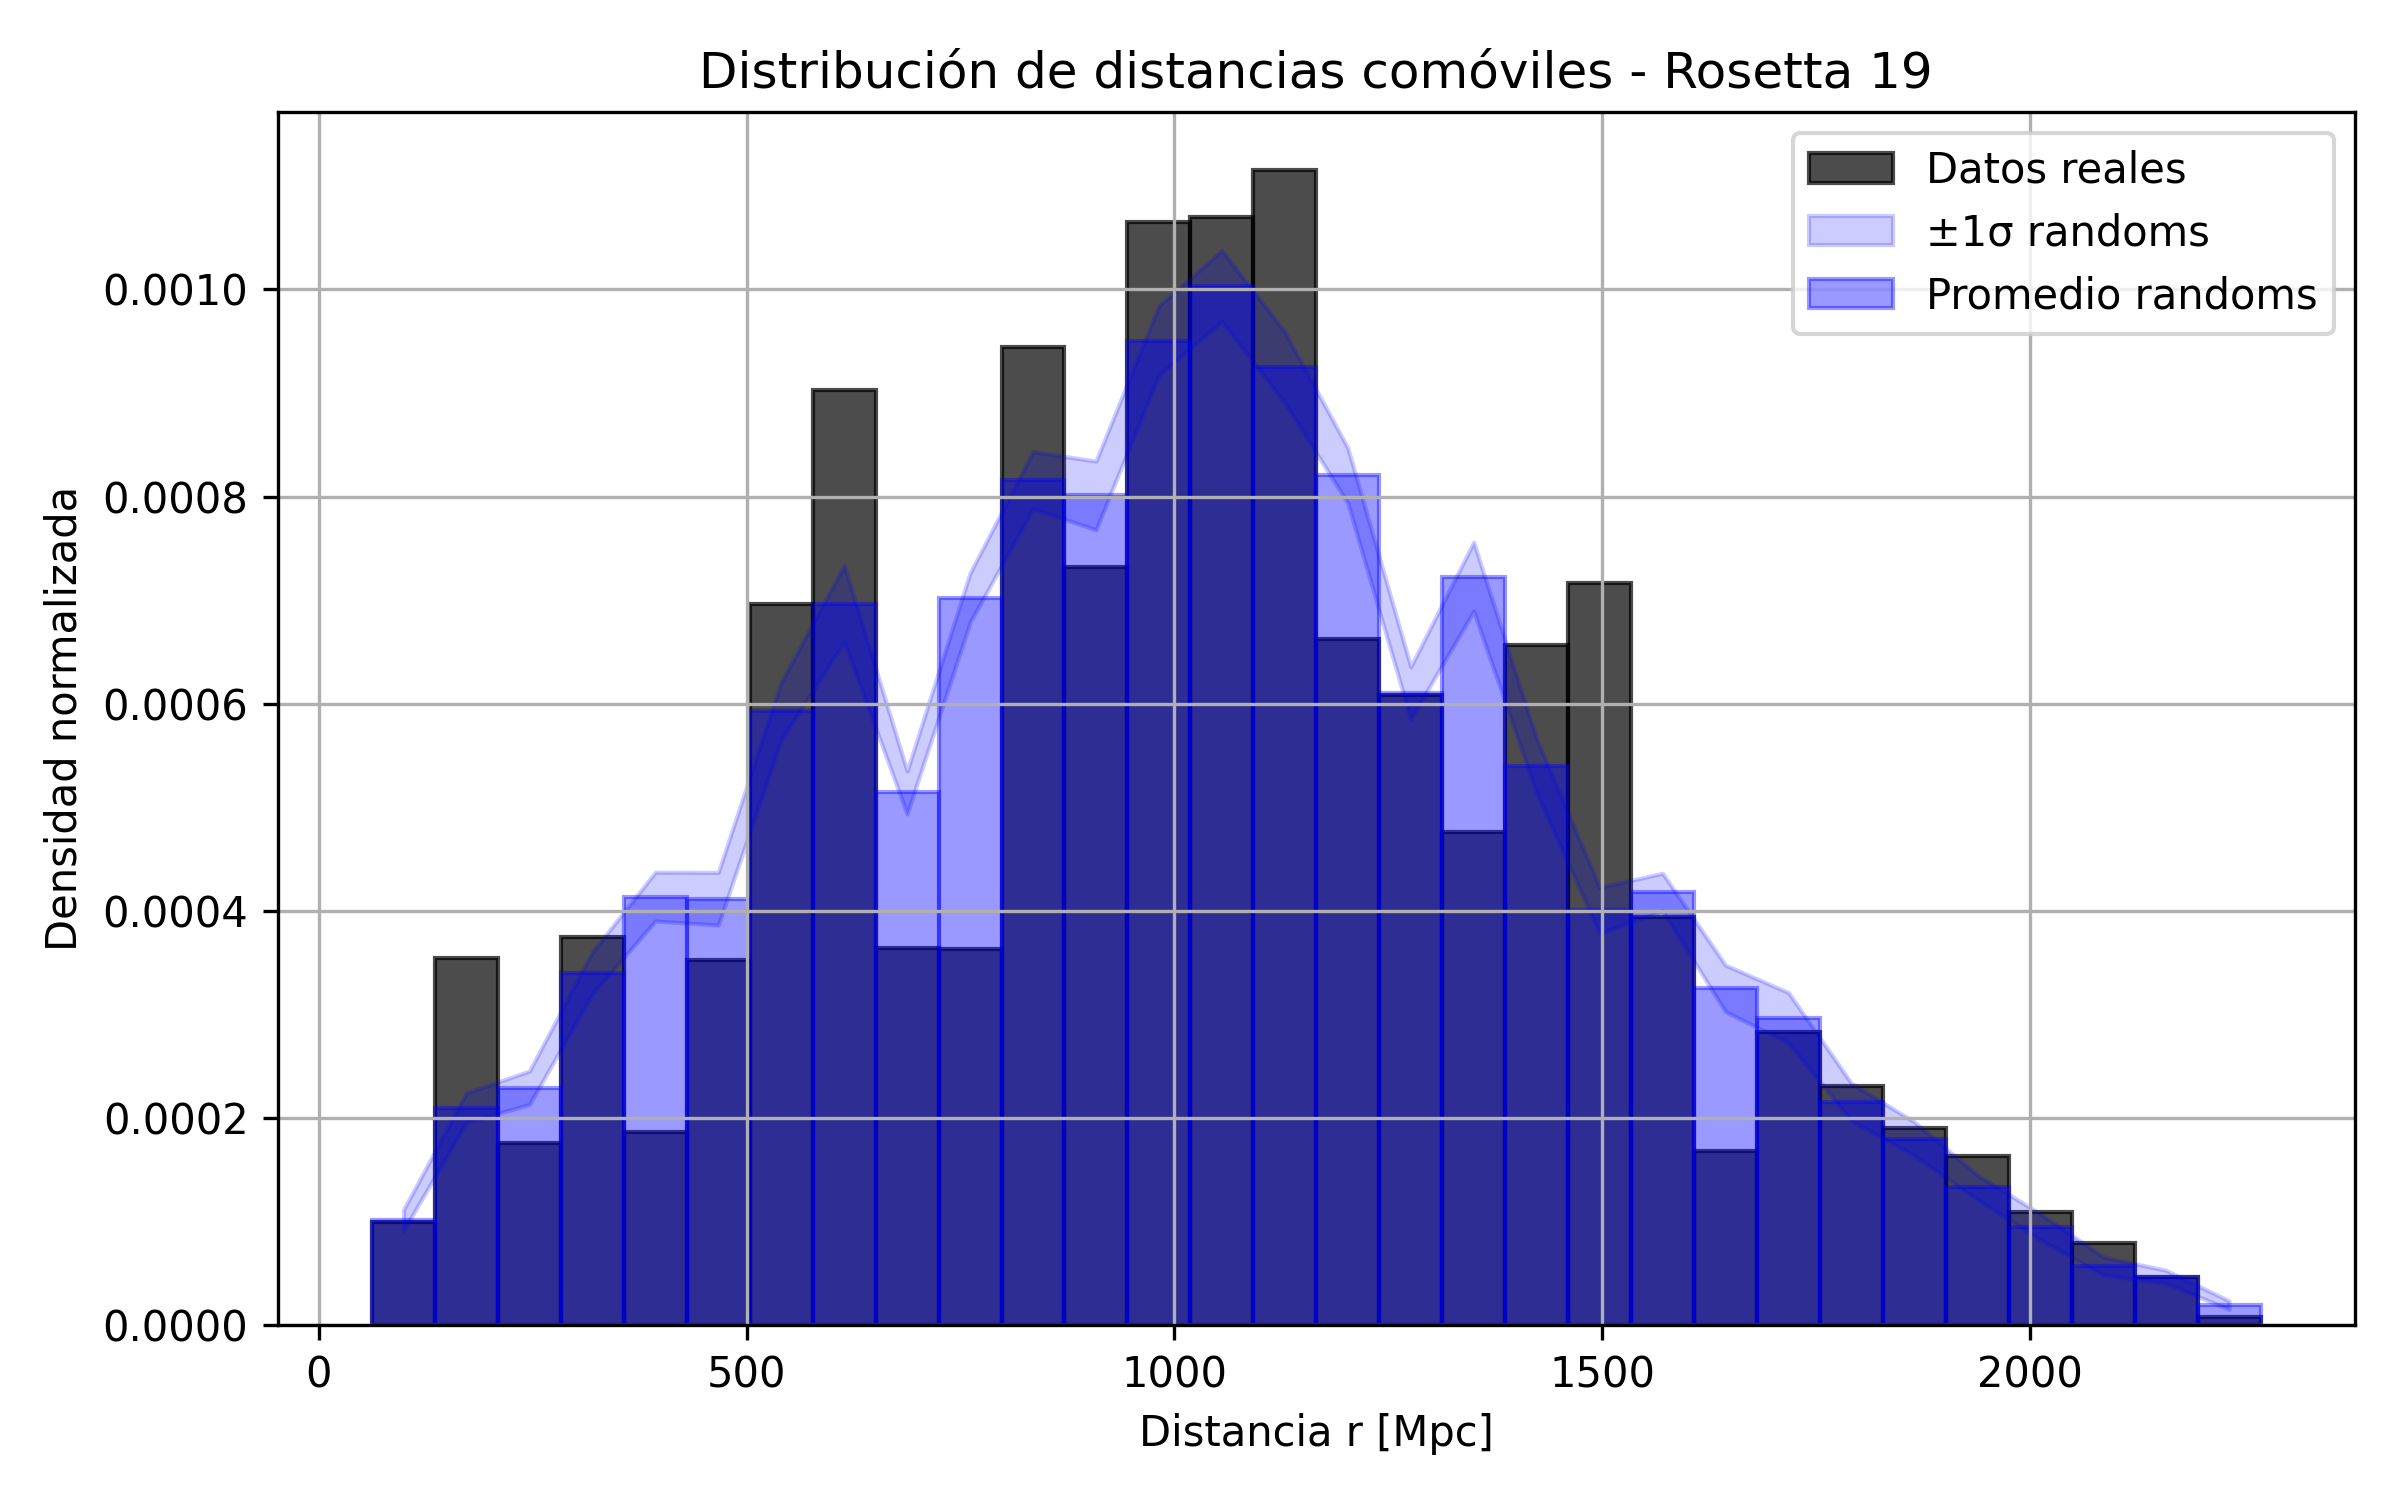 Distribución de distancias comóviles - Rosetta 19
Datos reales
±1σ randoms
Promedio randoms
Densidad normalizada
0.0010
0.0008
0.0006
0.0004
0.0002
0.0000
0
500
1000
1500
2000
Distancia r [Mpc]